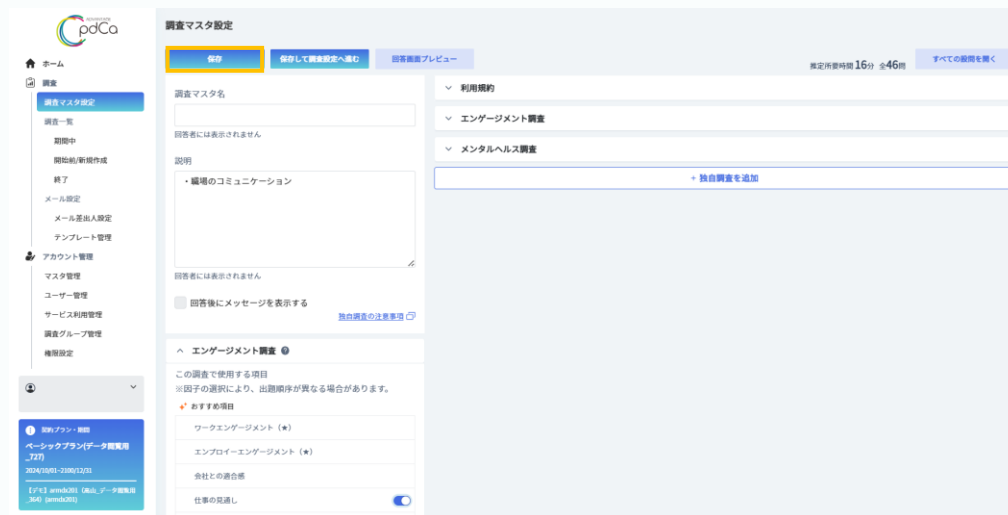 pdCa
調査マスタ設定
保存
保存して調査設定へ進む
回答画面プレビュー
推定所要時間 16分 全46問
すべての設問を開く
ホーム
調査
調査マスタ設定
調査一覧
期間中
開始前/新規作成
終了
メール設定
メール差出人設定
テンプレート管理
アカウント管理
マスタ管理
ユーザー管理
サービス利用管理
調査グループ管理
権限設定
契約プラン・期間
ベーシックプラン(データ閲覧用
_727)
2024/10/01~2100/12/31
調査マスタ名
回答者には表示されません
説明
・職場のコミュニケーション
回答者には表示されません
回答後にメッセージを表示する
独自調査の注意事項
エンゲージメント調査
この調査で使用する項目
※因子の選択により、出題順序が異なる場合があります。
おすすめ項目
ワークエンゲージメント（★）
エンプロイーエンゲージメント（★）
会社との適合感
仕事の見通し
利用規約
エンゲージメント調査
メンタルヘルス調査
+ 独自調査を追加